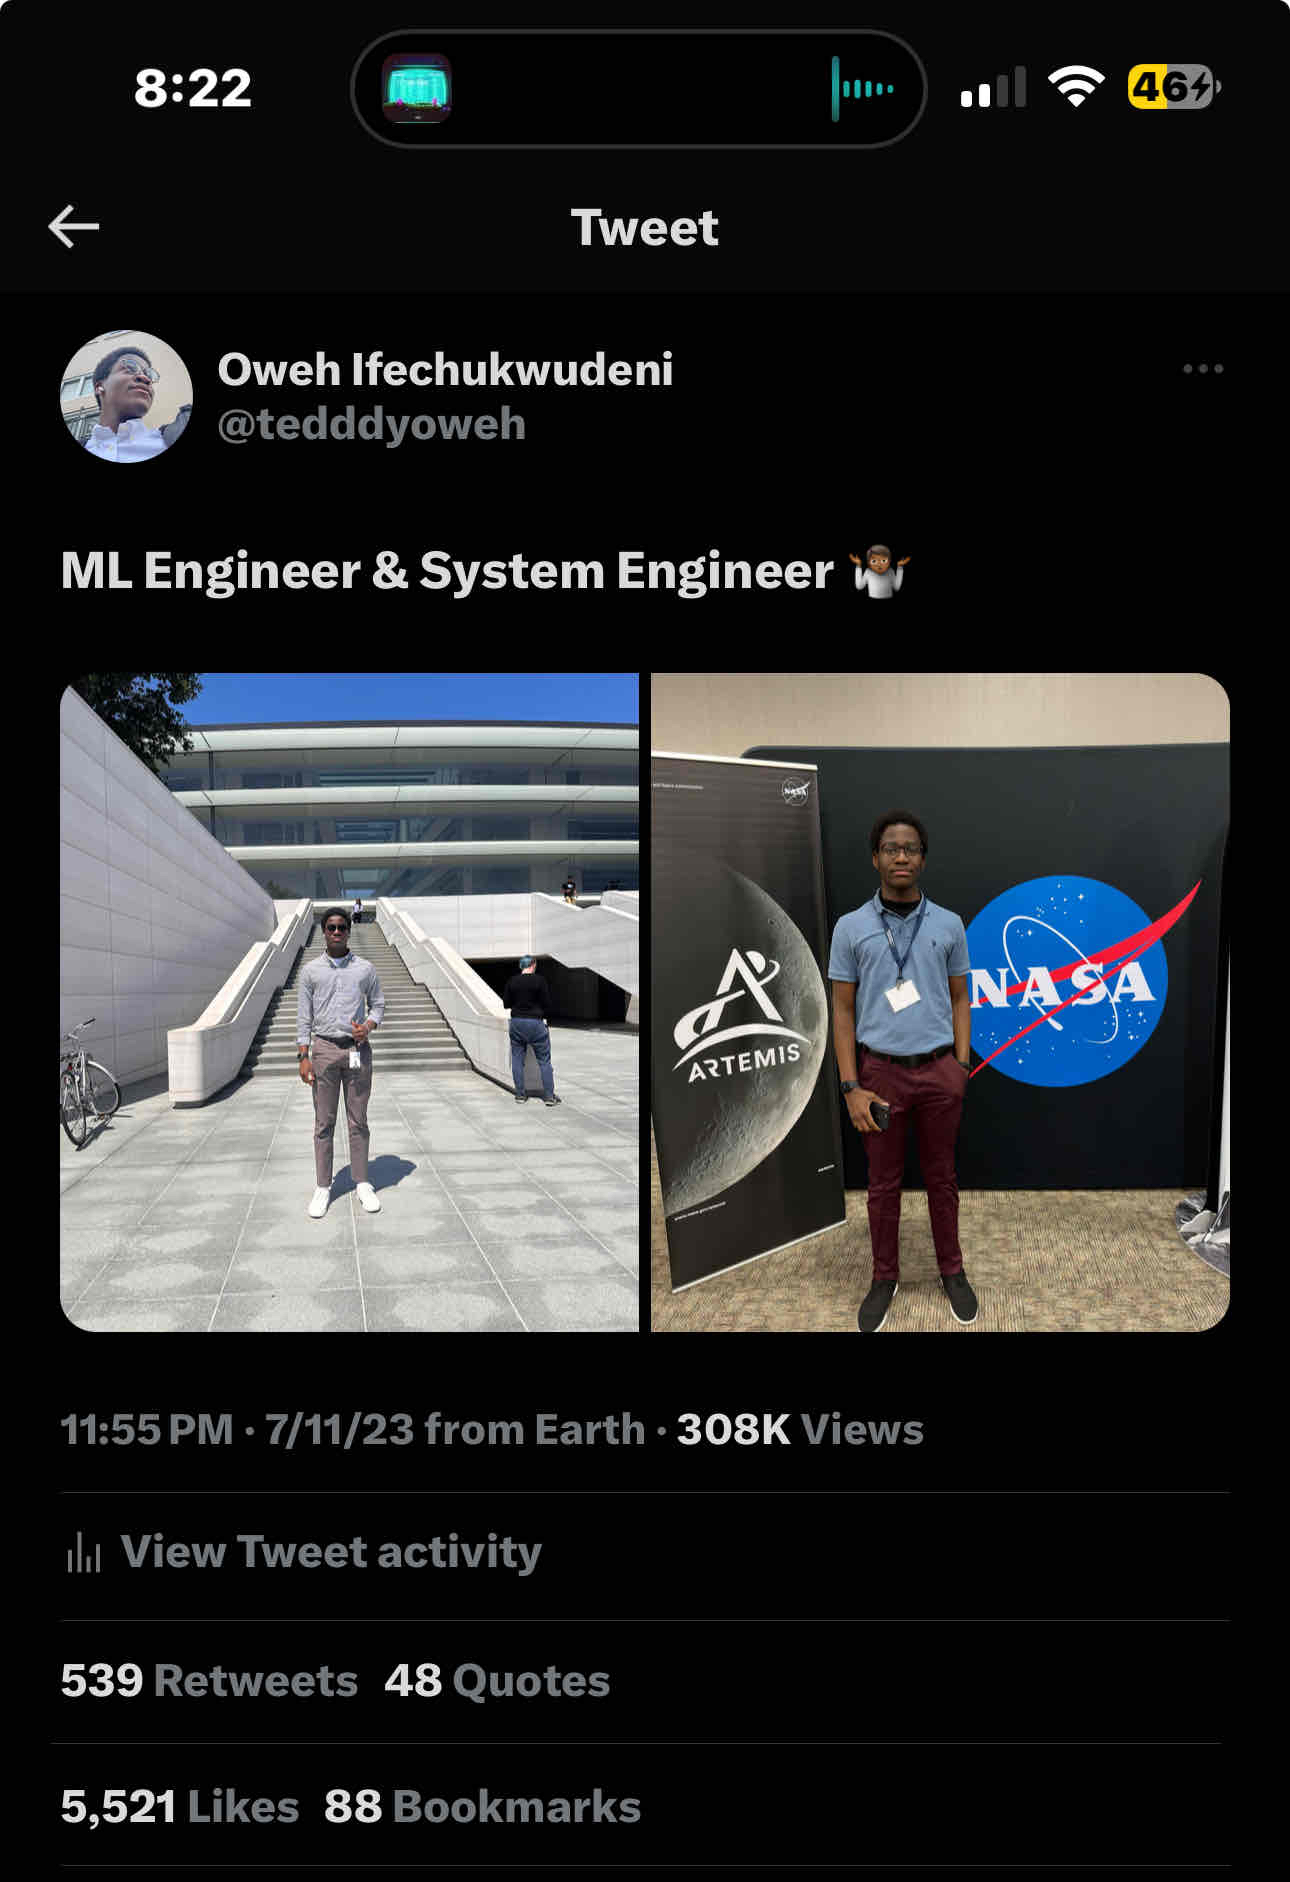 8:22
46
Tweet
Oweh Ifechukwudeni
@tedddyoweh
ML Engineer & System Engineer 🤷🏾‍♂️
NASA
ARTEMIS
NASA
11:55 PM · 7/11/23 from Earth · 308K Views
View Tweet activity
539 Retweets 48 Quotes
5,521 Likes 88 Bookmarks